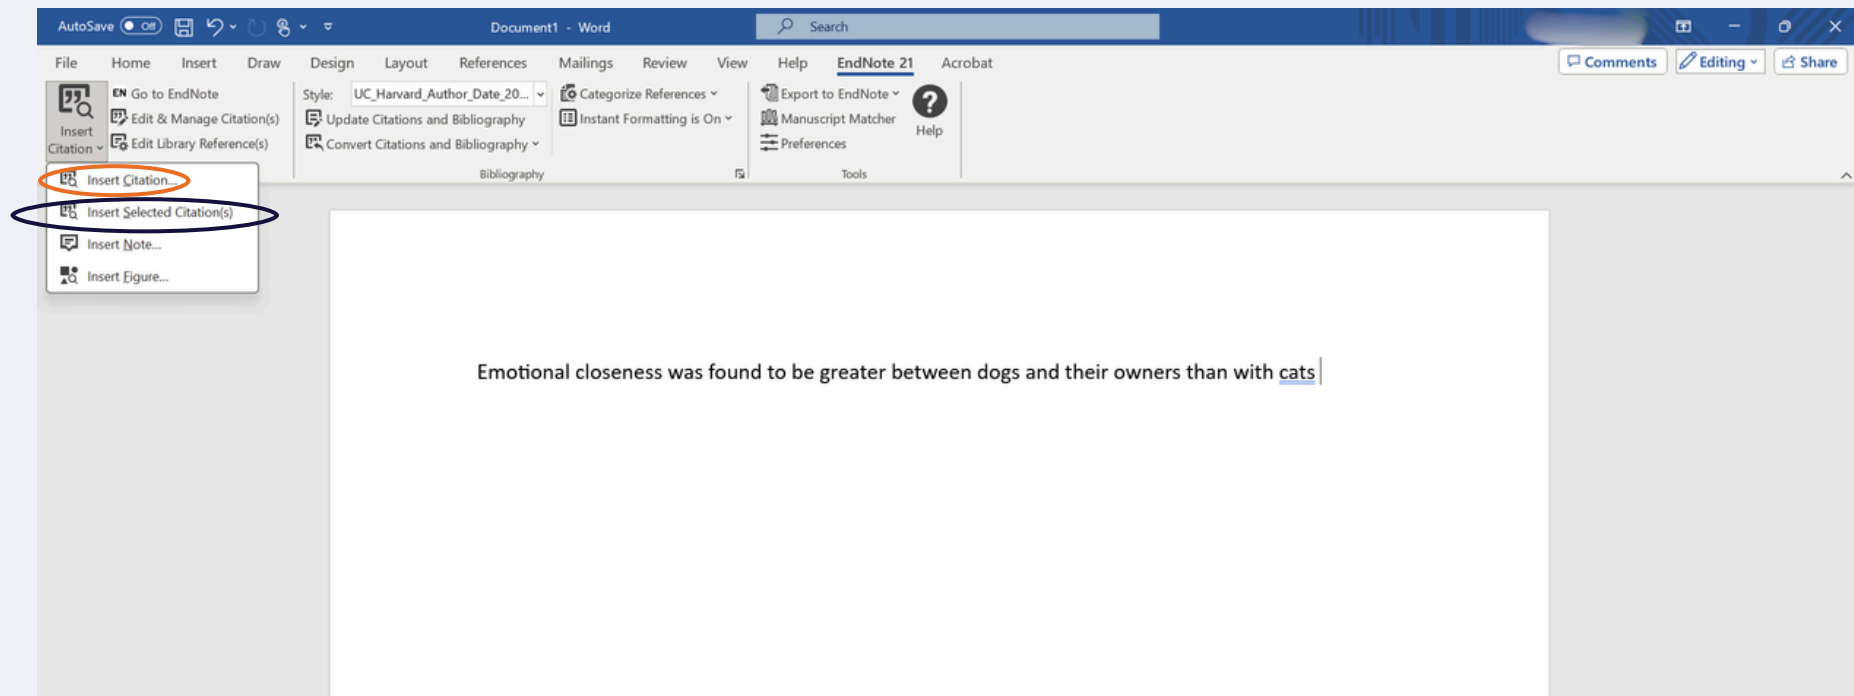 AutoSave Off Document1 - Word Search
File Home Insert Draw Design Layout References Mailings Review View Help EndNote 21 Acrobat Comments Editing Share
Insert Citation
EN Go to EndNote
Edit & Manage Citation(s)
Edit Library Reference(s)
Style: UC_Harvard_Author_Date_20...
Update Citations and Bibliography
Convert Citations and Bibliography
Categorize References
Instant Formatting is On
Bibliography
Export to EndNote
Manuscript Matcher
Preferences
Help
Tools
Insert Citation...
Insert Selected Citation(s)
Insert Note...
Insert Figure...
Emotional closeness was found to be greater between dogs and their owners than with cats